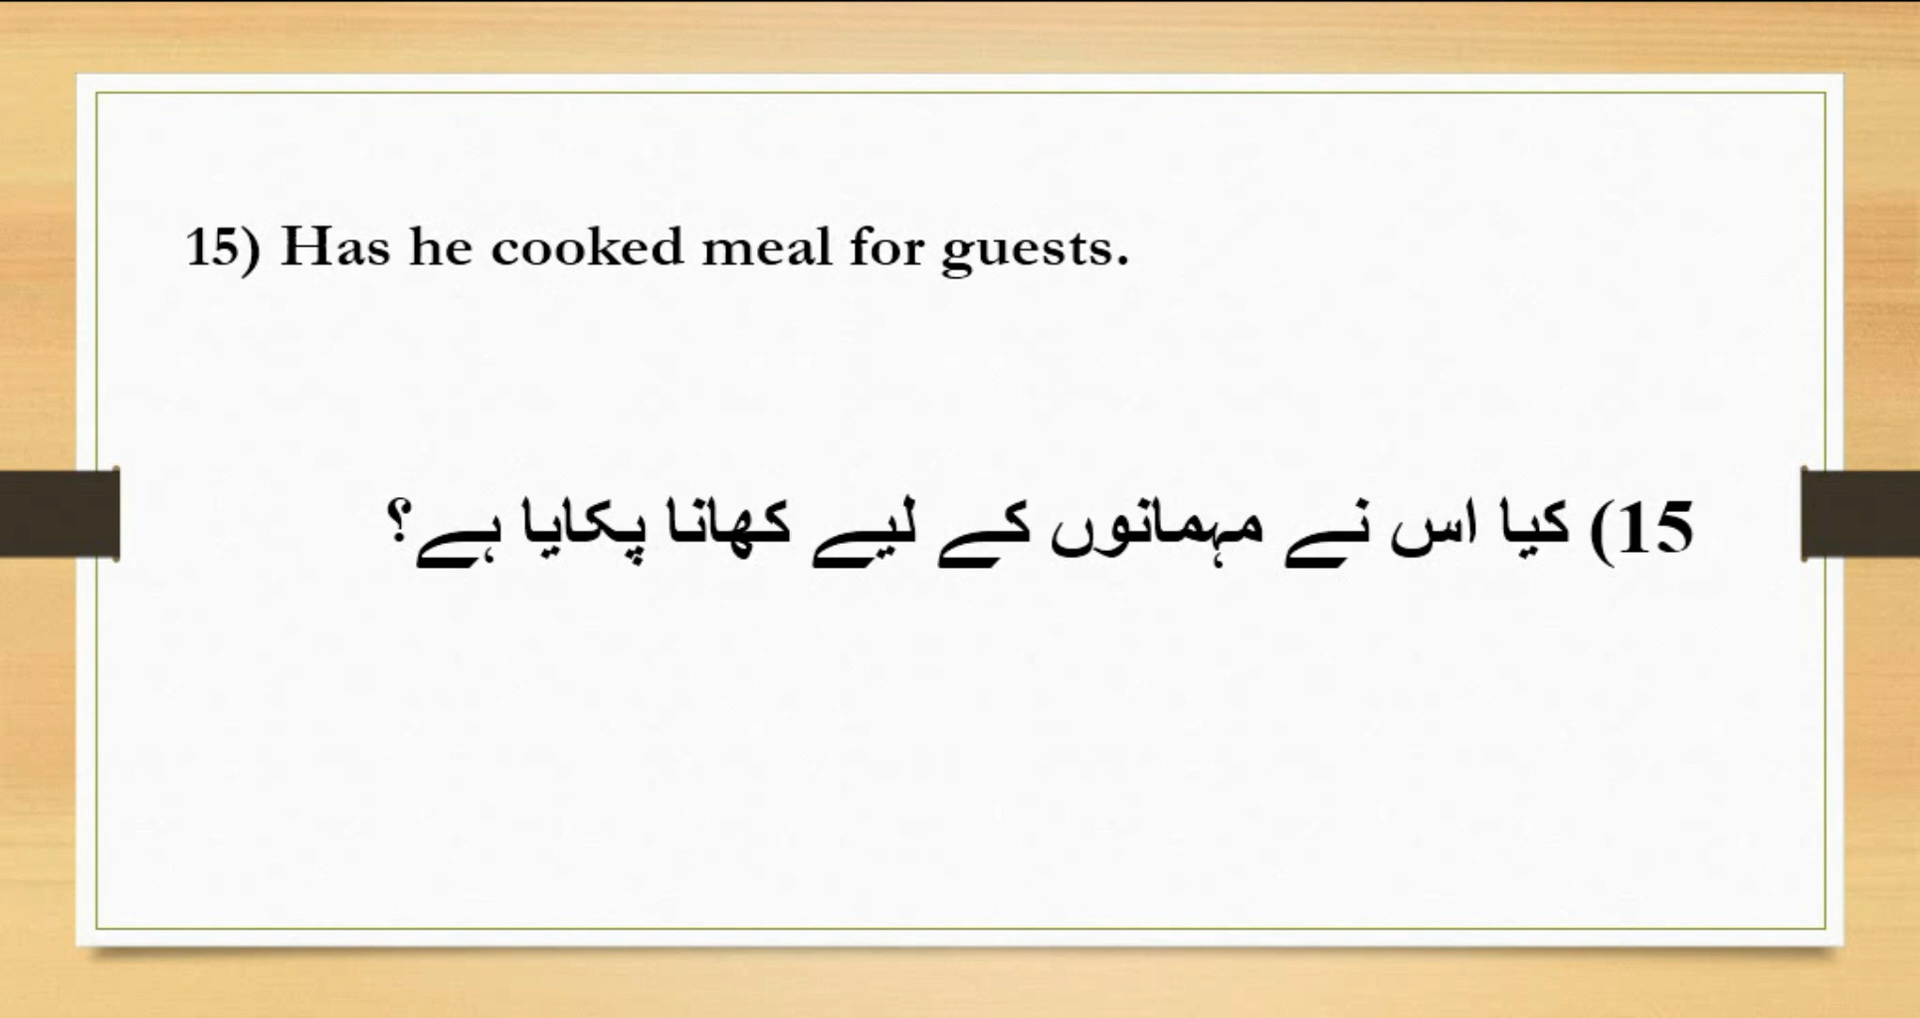 15) Has he cooked meal for guests.
15) کیا اس نے مہمانوں کے لیے کھانا پکایا ہے؟